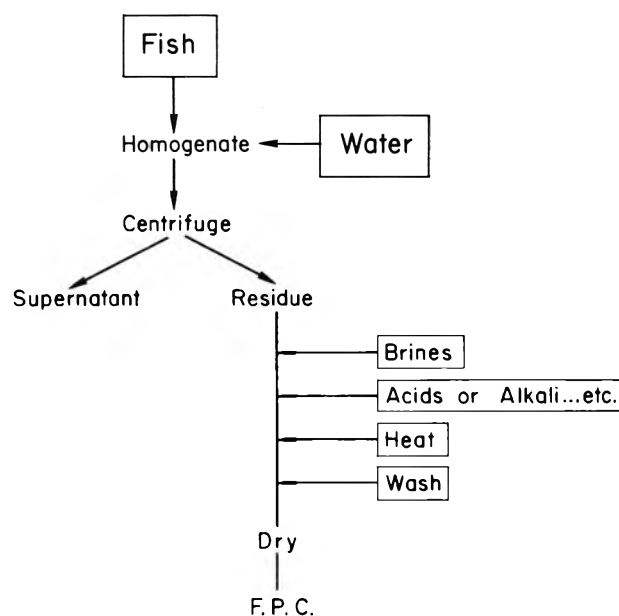 Fish
Homogenate
Water
Centrifuge
Supernatant
Residue
Brines
Acids or Alkali...etc.
Heat
Wash
Dry
F. P. C.